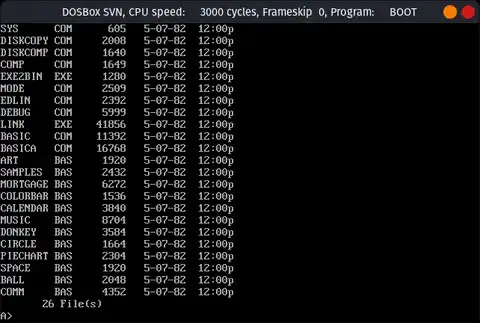 DOSBox SVN, CPU speed: 3000 cycles, Frameskip 0, Program: BOOT
SYS COM 605 5-07-82 12:00p
DISKCOPY COM 2008 5-07-82 12:00p
DISKCOMP COM 1640 5-07-82 12:00p
COMP COM 1649 5-07-82 12:00p
EXE2BIN EXE 1280 5-07-82 12:00p
MODE COM 2509 5-07-82 12:00p
EDLIN COM 2392 5-07-82 12:00p
DEBUG COM 5999 5-07-82 12:00p
LINK EXE 41856 5-07-82 12:00p
BASIC COM 11392 5-07-82 12:00p
BASICA COM 16768 5-07-82 12:00p
ART BAS 1920 5-07-82 12:00p
SAMPLES BAS 2432 5-07-82 12:00p
MORTGAGE BAS 6272 5-07-82 12:00p
COLORBAR BAS 1536 5-07-82 12:00p
CALENDAR BAS 3840 5-07-82 12:00p
MUSIC BAS 8704 5-07-82 12:00p
DONKEY BAS 3584 5-07-82 12:00p
CIRCLE BAS 1664 5-07-82 12:00p
PIECHART BAS 2304 5-07-82 12:00p
SPACE BAS 1920 5-07-82 12:00p
BALL BAS 2048 5-07-82 12:00p
COMM BAS 4352 5-07-82 12:00p
26 File(s)
A>